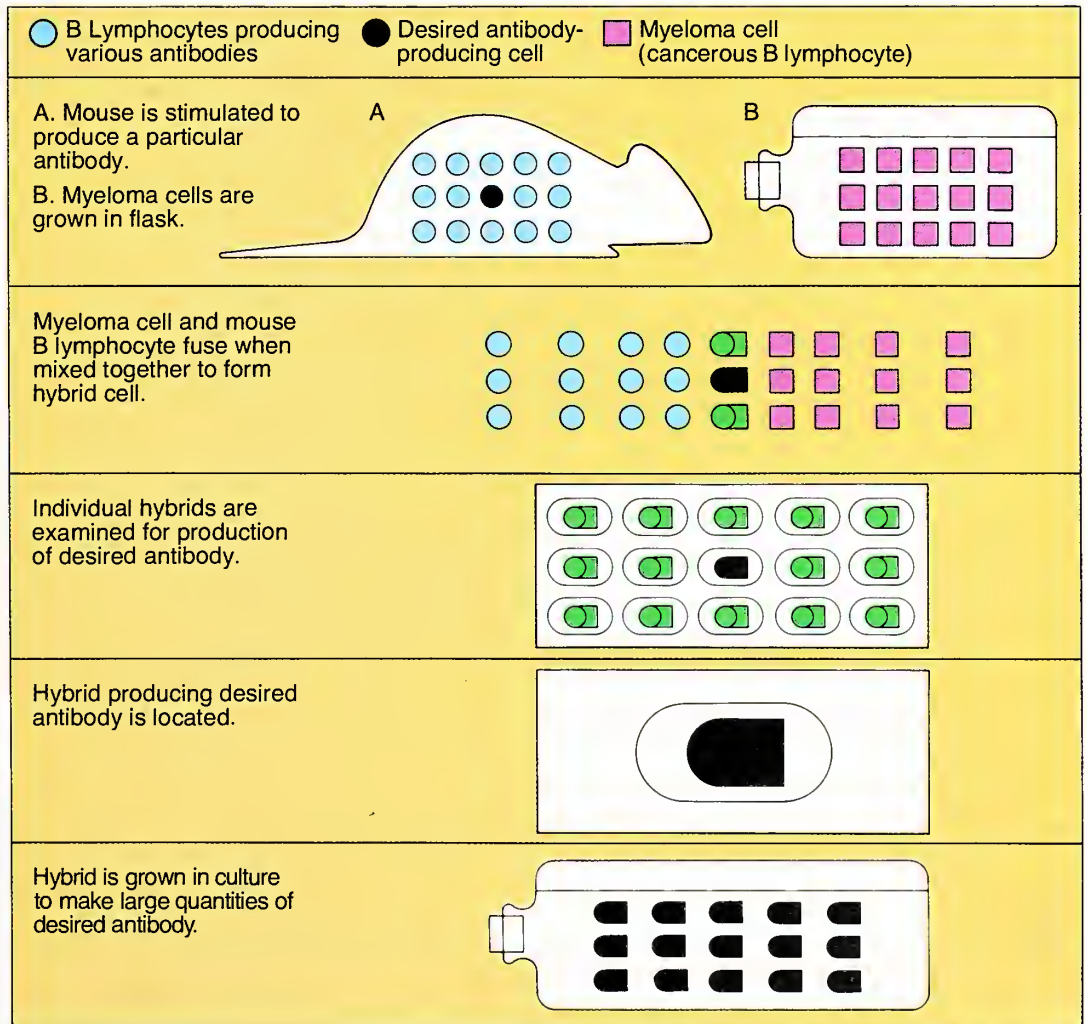 B Lymphocytes producing
various antibodies
Desired antibody-
producing cell
Myeloma cell
(cancerous B lymphocyte)
A. Mouse is stimulated to
produce a particular
antibody.
B. Myeloma cells are
grown in flask.
A
B
Myeloma cell and mouse
B lymphocyte fuse when
mixed together to form
hybrid cell.
Individual hybrids are
examined for production
of desired antibody.
Hybrid producing desired
antibody is located.
Hybrid is grown in culture
to make large quantities of
desired antibody.